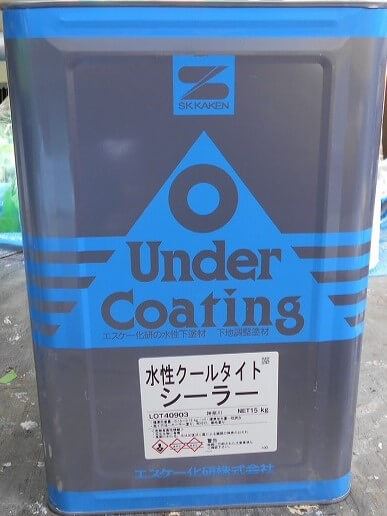 SK KAKEN
Under
Coating
エスケー化研の水性下塗材 下地調整塗材
水性クールタイト
シーラー
LOT40903
NET15 kg
エスケー化研株式会社